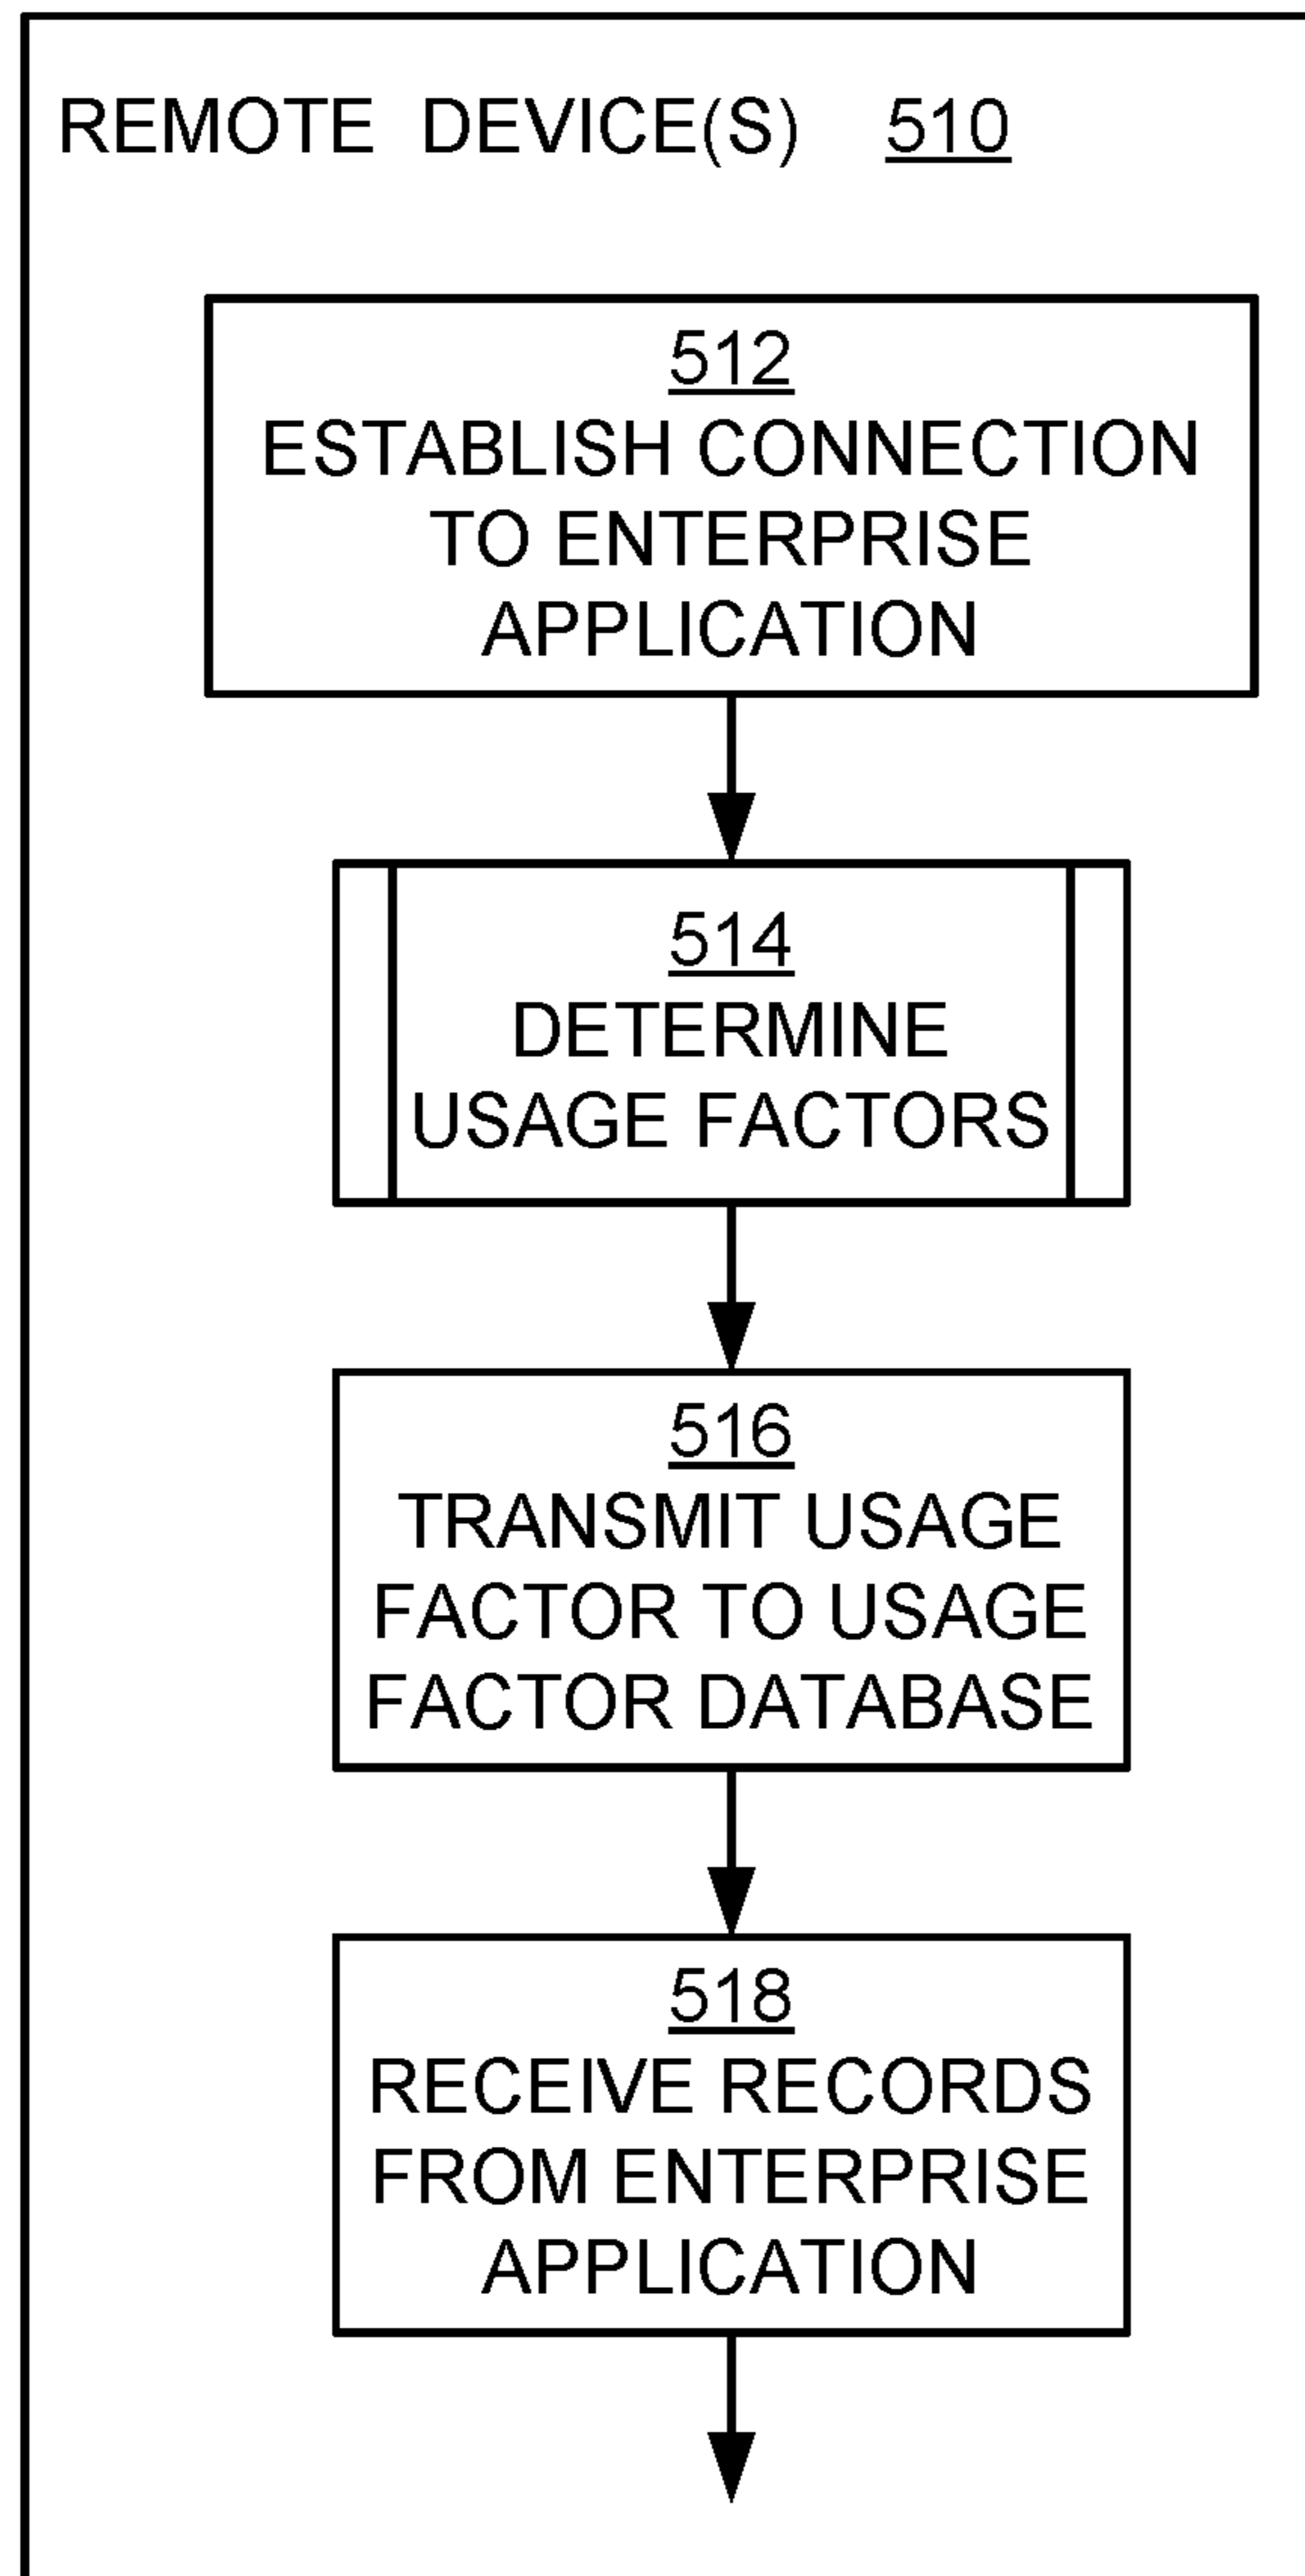 REMOTE DEVICE(S) 510
512
ESTABLISH CONNECTION
TO ENTERPRISE
APPLICATION
514
DETERMINE
USAGE FACTORS
516
TRANSMIT USAGE
FACTOR TO USAGE
FACTOR DATABASE
518
RECEIVE RECORDS
FROM ENTERPRISE
APPLICATION